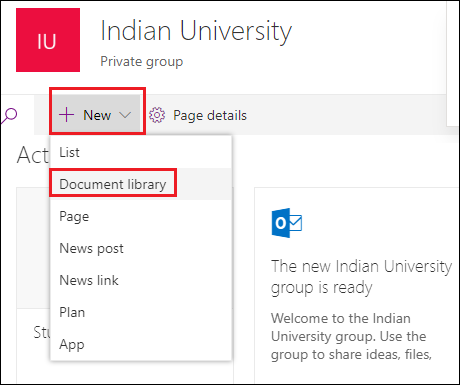 IU
Indian University
Private group
New
Page details
Act
List
Document library
Page
News post
News link
Plan
App
Stu
The new Indian University
group is ready
Welcome to the Indian
University group. Use the
group to share ideas, files,